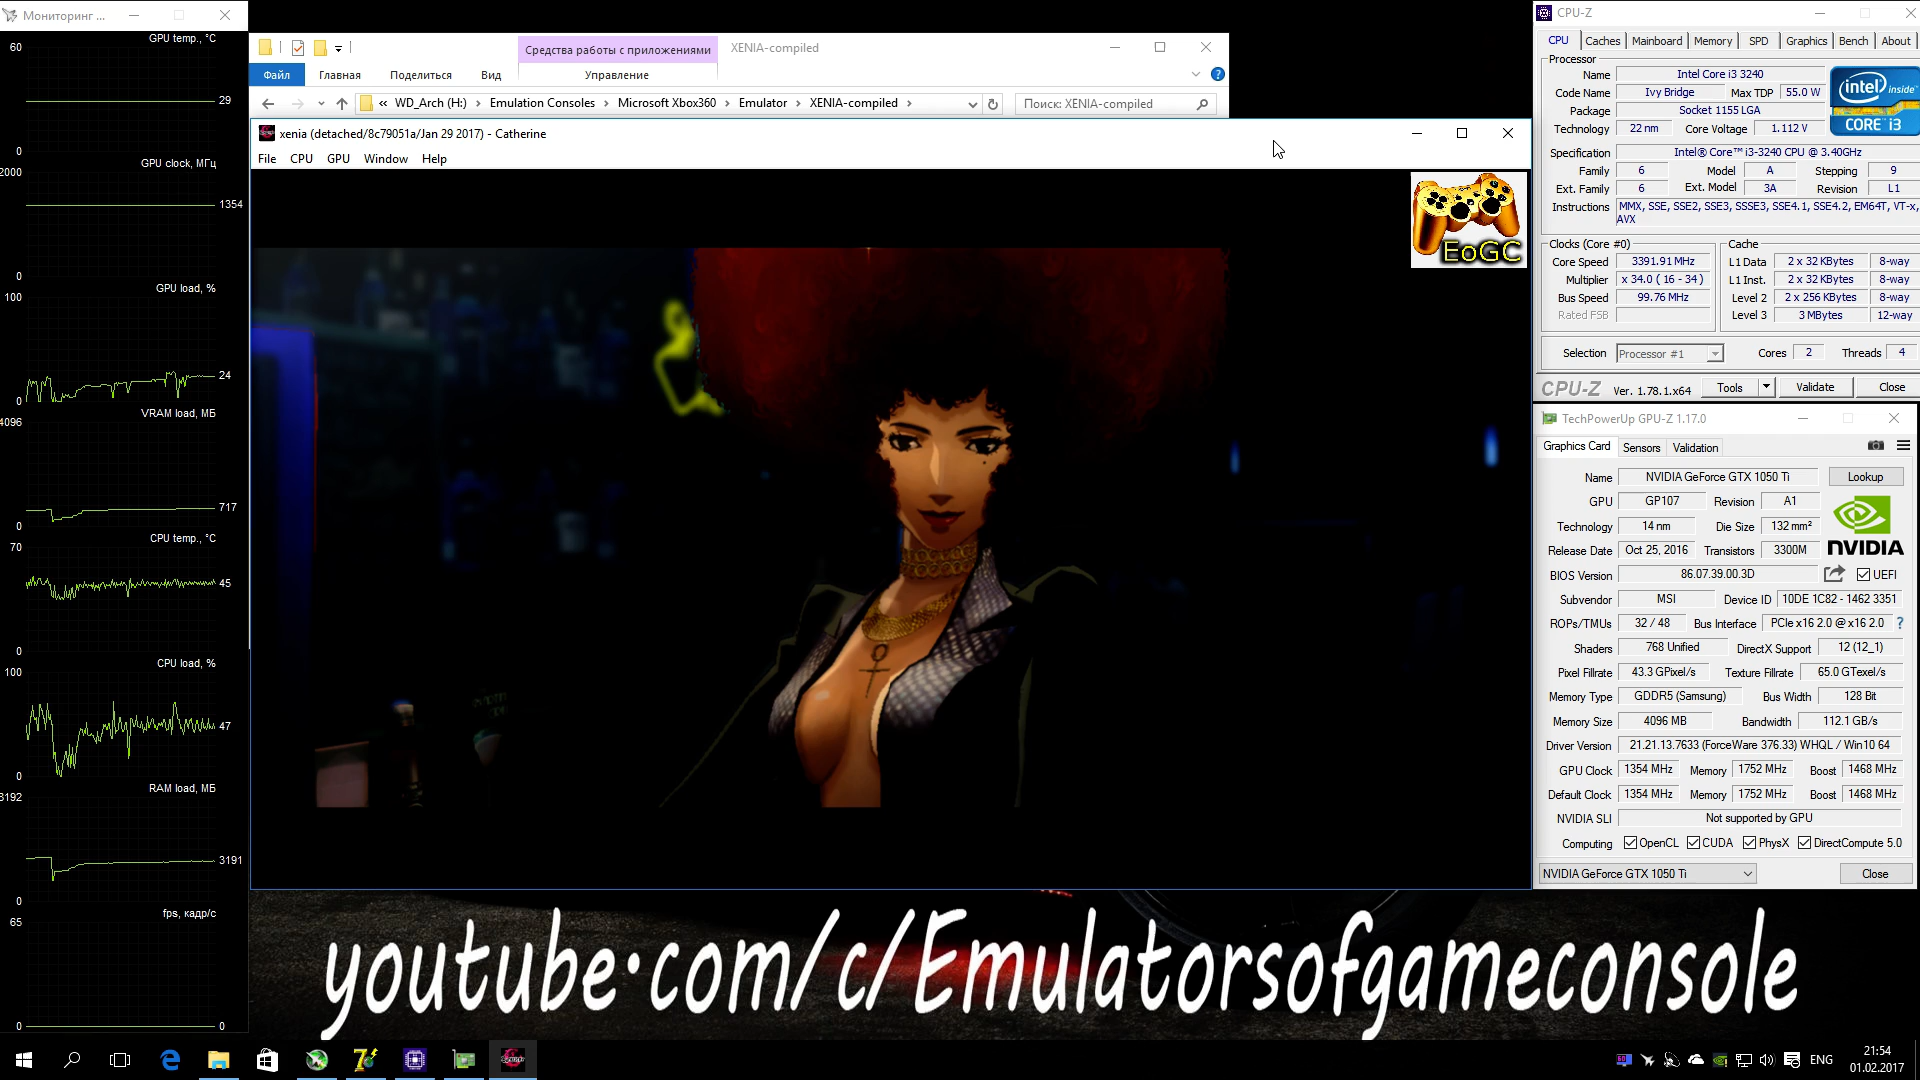 Мониторинг ...
GPU temp., °C
60
29
0
GPU clock, МГц
2000
1354
0
GPU load, %
100
24
0
VRAM load, МБ
4096
717
0
CPU temp., °C
70
45
0
CPU load, %
100
47
0
RAM load, МБ
8192
3191
0
fps, кадр/с
65
0
0
Средства работы с приложениями
XENIA-compiled
Файл
Главная
Поделиться
Вид
Управление
« WD_Arch (H:) › Emulation Consoles › Microsoft Xbox360 › Emulator › XENIA-compiled ›
Поиск: XENIA-compiled
xenia (detached/8c79051a/Jan 29 2017) - Catherine
File CPU GPU Window Help
EoGC
youtube.com/c/Emulatorsofgameconsole
CPU-Z
CPU Caches Mainboard Memory SPD Graphics Bench About
Processor
Name Intel Core i3 3240
Code Name Ivy Bridge Max TDP 55.0 W
Package Socket 1155 LGA
Technology 22 nm Core Voltage 1.112 V
intel inside™
CORE i3
Specification Intel® Core™ i3-3240 CPU @ 3.40GHz
Family 6 Model A Stepping 9
Ext. Family 6 Ext. Model 3A Revision L1
Instructions MMX, SSE, SSE2, SSE3, SSSE3, SSE4.1, SSE4.2, EM64T, VT-x,
AVX
Clocks (Core #0) Cache
Core Speed 3391.91 MHz L1 Data 2 x 32 KBytes 8-way
Multiplier x 34.0 ( 16 - 34 ) L1 Inst. 2 x 32 KBytes 8-way
Bus Speed 99.76 MHz Level 2 2 x 256 KBytes 8-way
Rated FSB Level 3 3 MBytes 12-way
Selection Processor #1 Cores 2 Threads 4
CPU-Z Ver. 1.78.1.x64 Tools Validate Close
TechPowerUp GPU-Z 1.17.0
Graphics Card Sensors Validation
Name NVIDIA GeForce GTX 1050 Ti Lookup
GPU GP107 Revision A1
Technology 14 nm Die Size 132 mm²
Release Date Oct 25, 2016 Transistors 3300M
NVIDIA
BIOS Version 86.07.39.00.3D UEFI
Subvendor MSI Device ID 10DE 1C82 - 1462 3351
ROPs/TMUs 32 / 48 Bus Interface PCIe x16 2.0 @ x16 2.0 ?
Shaders 768 Unified DirectX Support 12 (12_1)
Pixel Fillrate 43.3 GPixel/s Texture Fillrate 65.0 GTexel/s
Memory Type GDDR5 (Samsung) Bus Width 128 Bit
Memory Size 4096 MB Bandwidth 112.1 GB/s
Driver Version 21.21.13.7633 (ForceWare 376.33) WHQL / Win10 64
GPU Clock 1354 MHz Memory 1752 MHz Boost 1468 MHz
Default Clock 1354 MHz Memory 1752 MHz Boost 1468 MHz
NVIDIA SLI Not supported by GPU
Computing OpenCL CUDA PhysX DirectCompute 5.0
NVIDIA GeForce GTX 1050 Ti Close
ENG
21:54
01.02.2017